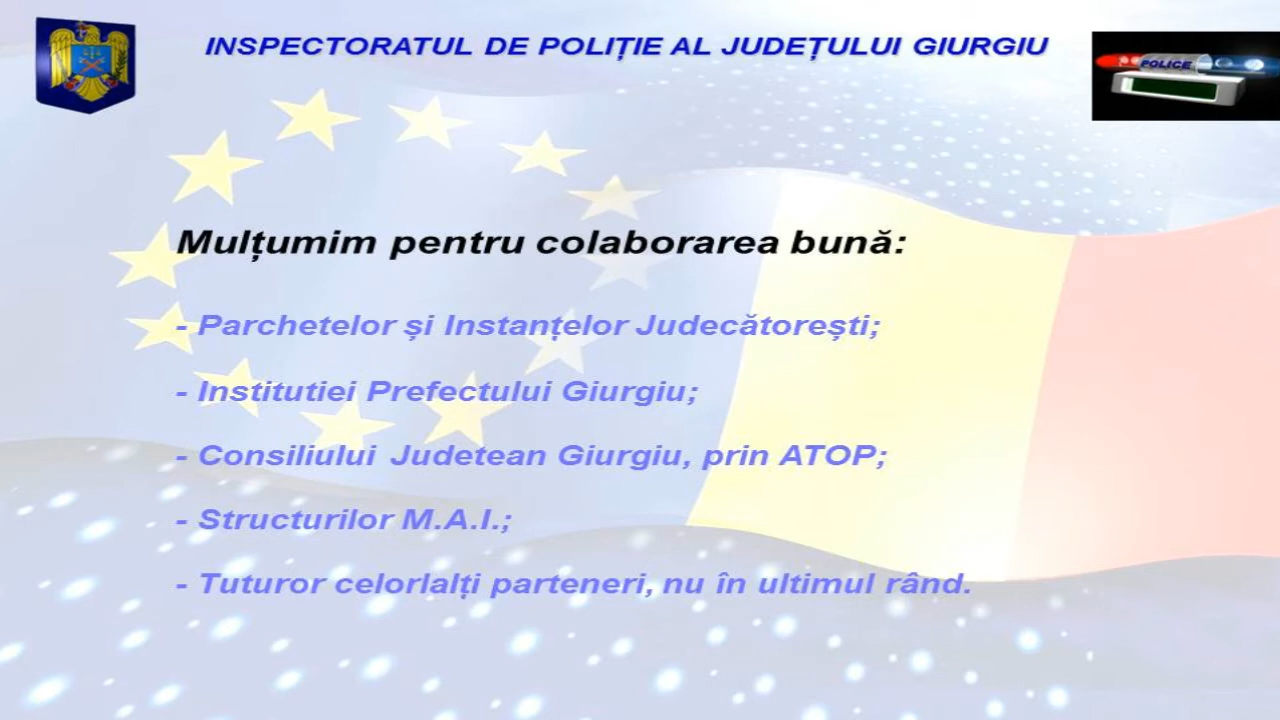 INSPECTORATUL DE POLIȚIE AL JUDEȚULUI GIURGIU
POLICE
Mulțumim pentru colaborarea bună:
- Parchetelor și Instanțelor Judecătorești;
- Institutiei Prefectului Giurgiu;
- Consiliului Judetean Giurgiu, prin ATOP;
- Structurilor M.A.I.;
- Tuturor celorlalți parteneri, nu în ultimul rând.